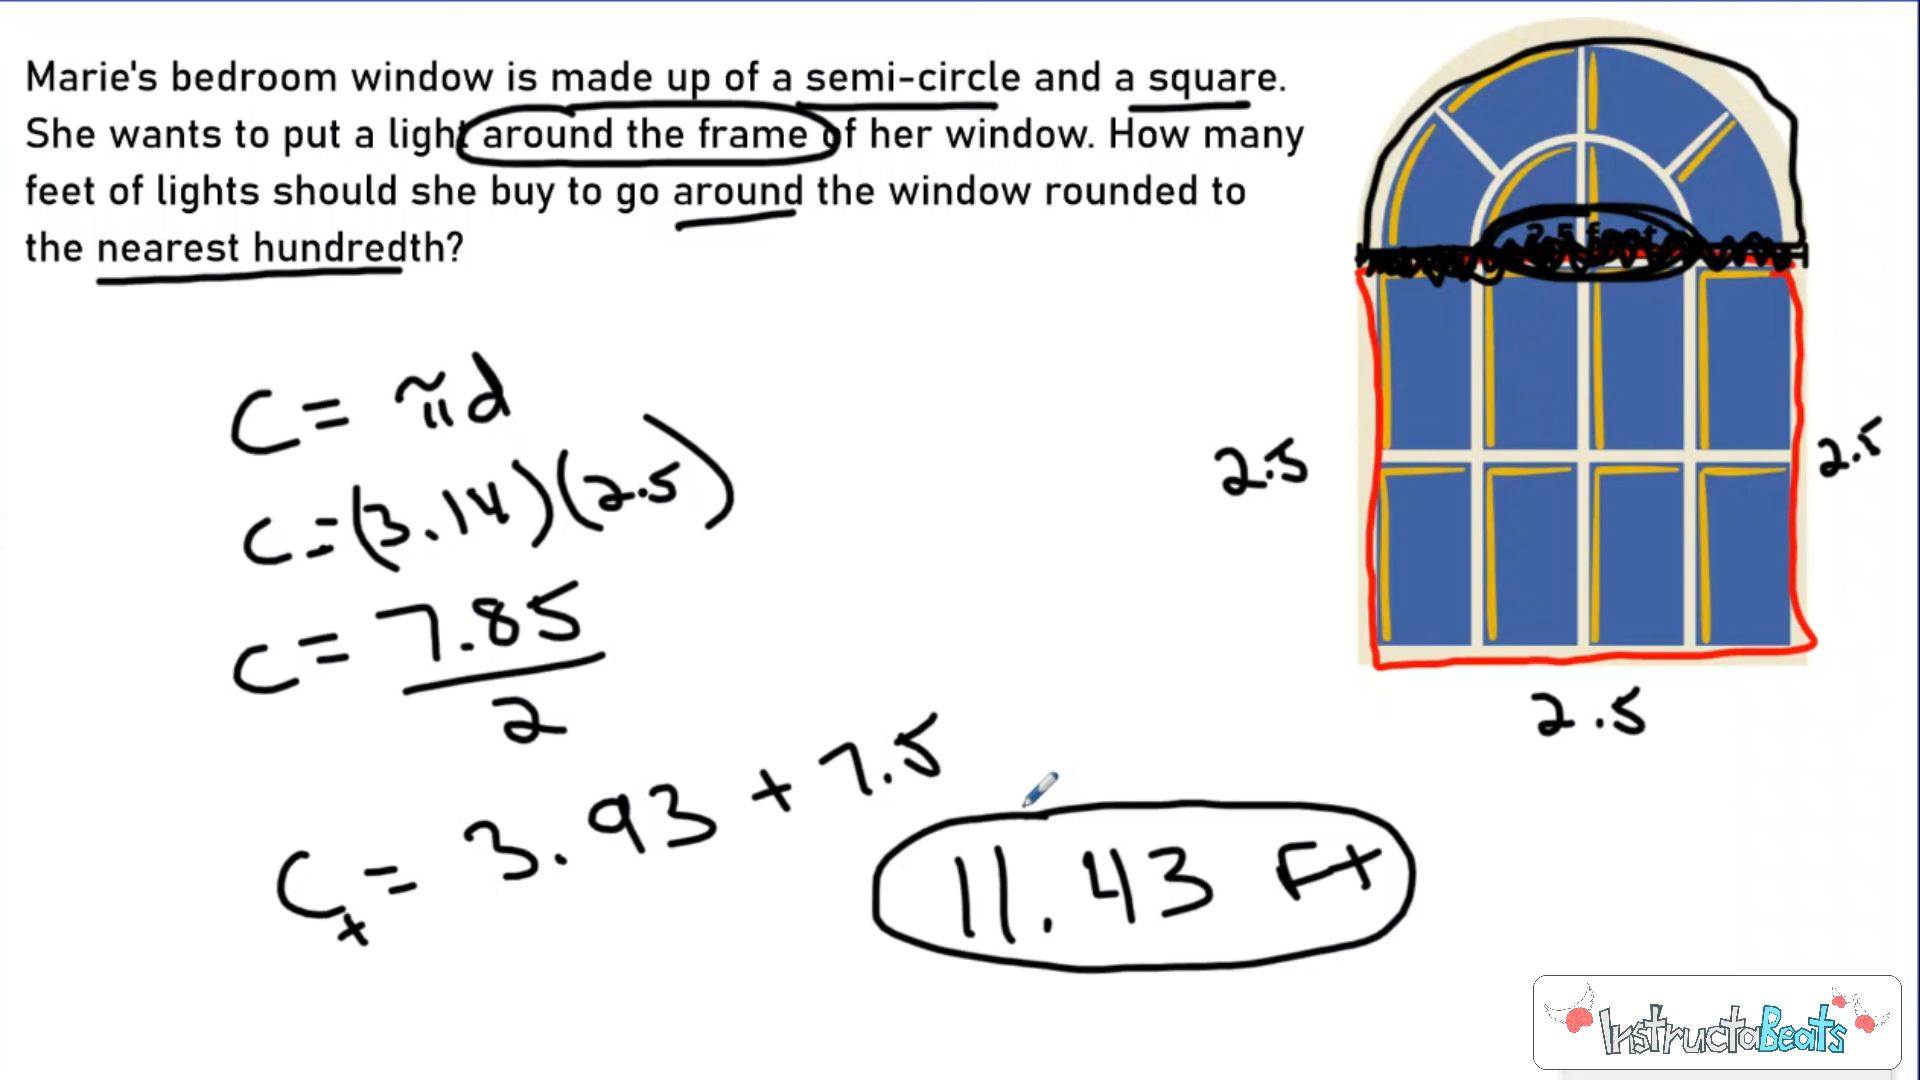 Marie's bedroom window is made up of a semi-circle and a square.
She wants to put a light around the frame of her window. How many
feet of lights should she buy to go around the window rounded to
the nearest hundredth?
2.5 feet
C = πd
C = (3.14)(2.5)
2.5
2.5
C = 7.85
2
2.5
C+ = 3.93 + 7.5
11.43 Ft
InstructaBeats